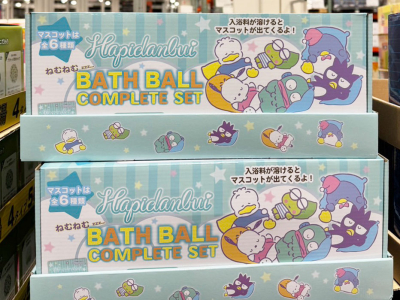 マスコットは
全6種類
Hapidanbui
入浴料が溶けると
マスコットが出てくるよ!
ねむねむ
BATH BALL
COMPLETE SET
マスコットは
全6種類
Hapidanbui
入浴料が溶けると
マスコットが出てくるよ!
ねむねむ
BATH BALL
COMPLETE SET